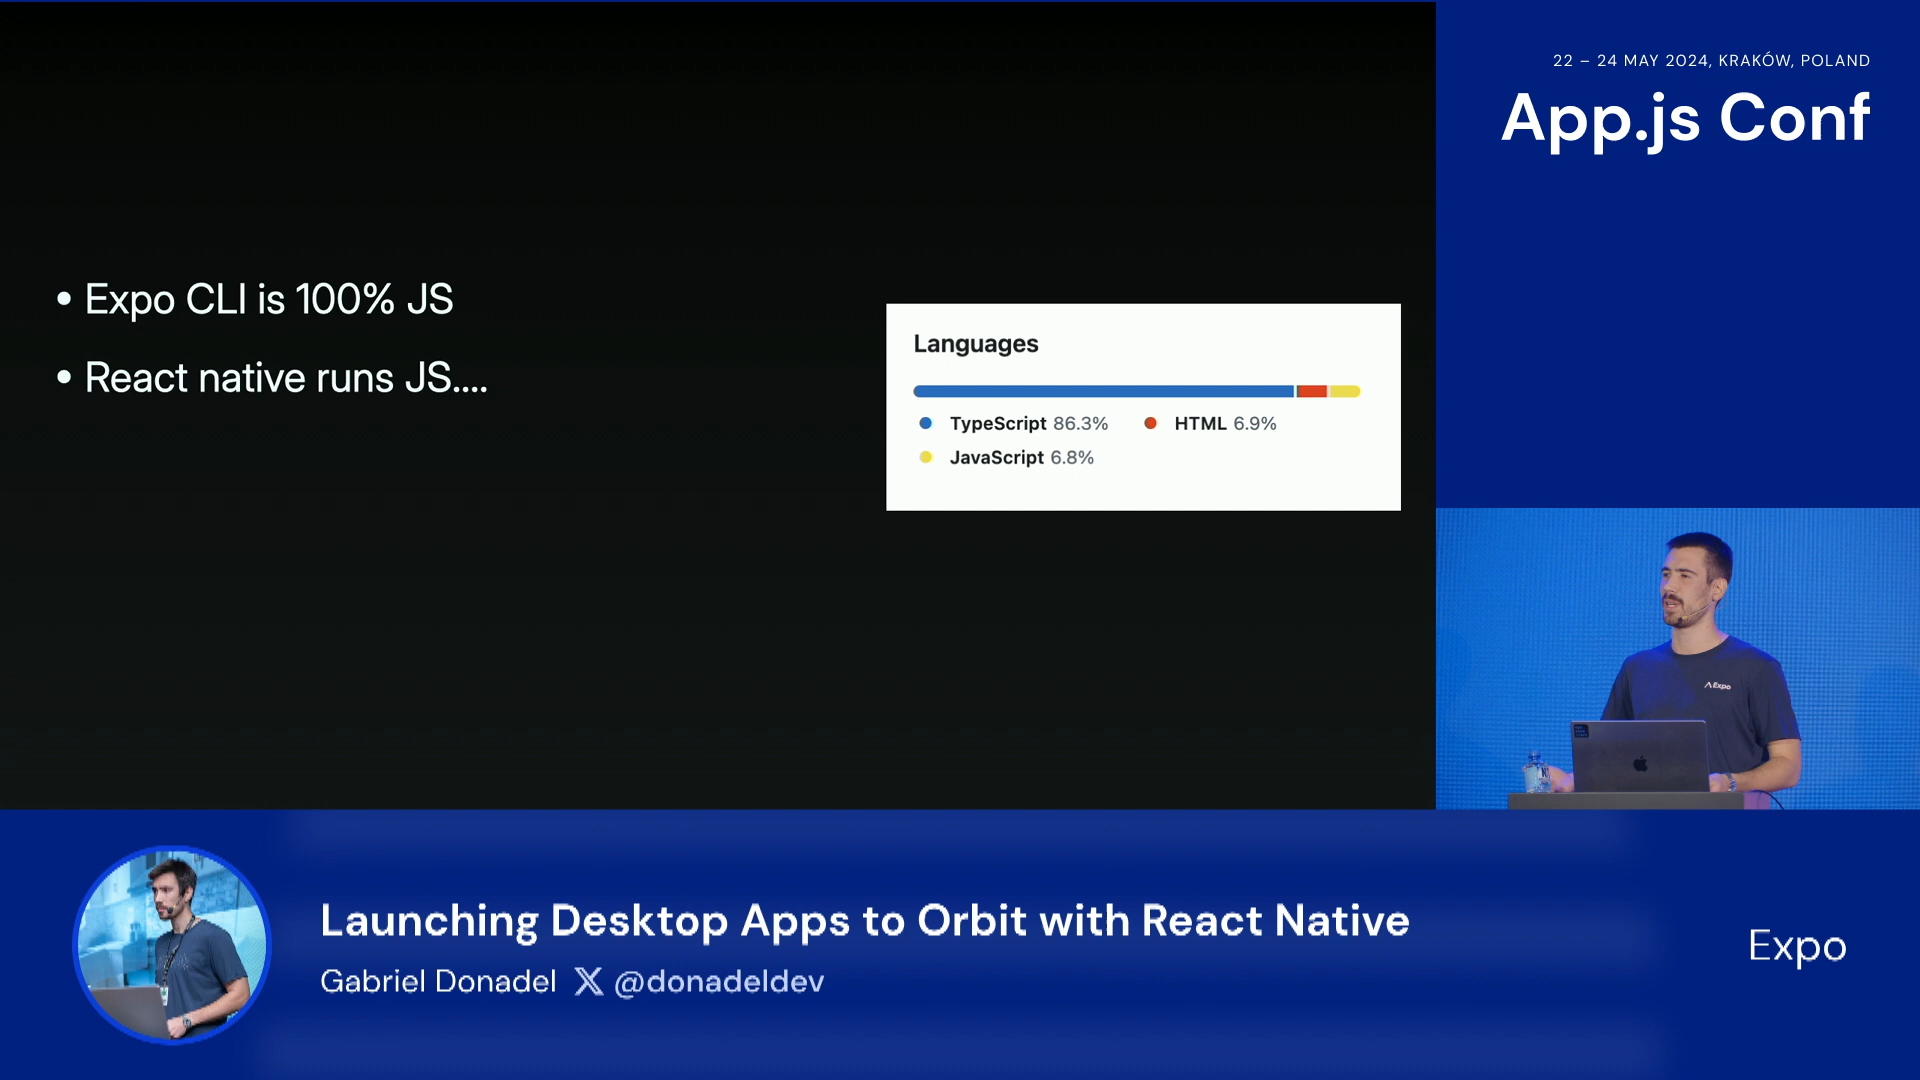 22 – 24 MAY 2024, KRAKÓW, POLAND
App.js Conf
• Expo CLI is 100% JS
• React native runs JS....
Languages
TypeScript 86.3%
HTML 6.9%
JavaScript 6.8%
Expo
Launching Desktop Apps to Orbit with React Native
Gabriel Donadel X @donadeldev
Expo